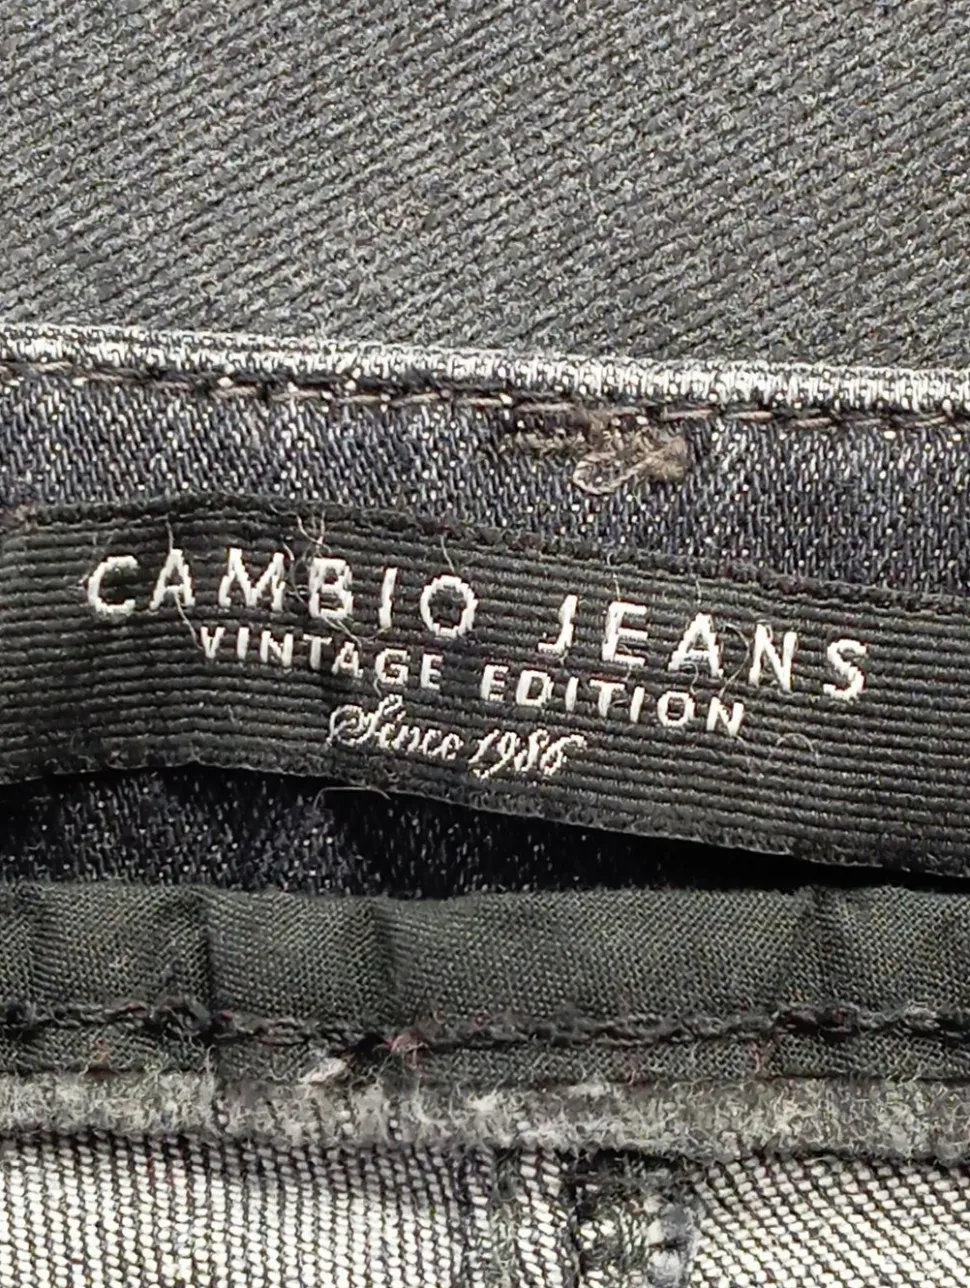 CAMBIO JEANS
VINTAGE EDITION
Since 1986